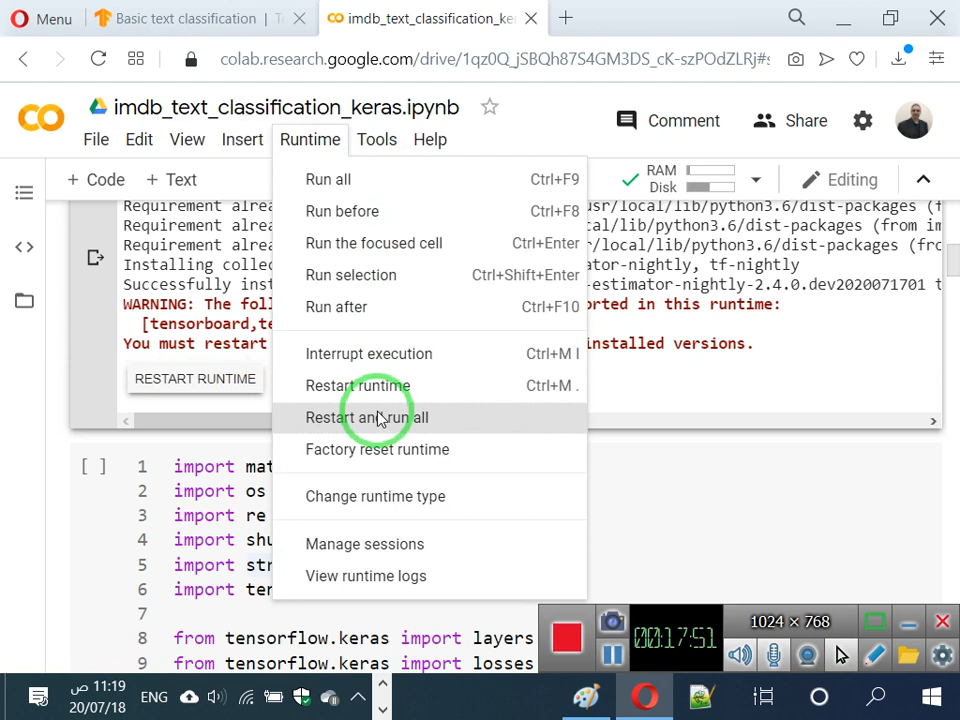 Menu
Basic text classification | T
imdb_text_classification_ke
colab.research.google.com/drive/1qz0Q_jSBQh87S4GM3DS_cK-szPOdZLRj#s
imdb_text_classification_keras.ipynb
Comment
Share
File Edit View Insert Runtime Tools Help
+ Code + Text
RAM
Disk
Editing
Run all Ctrl+F9
Run before Ctrl+F8
Run the focused cell Ctrl+Enter
Run selection Ctrl+Shift+Enter
Run after Ctrl+F10
Interrupt execution Ctrl+M I
Restart runtime Ctrl+M .
Restart and run all
Factory reset runtime
Change runtime type
Manage sessions
View runtime logs
Requirement alrea usr/local/lib/python3.6/dist-packages (f
Requirement alrea usr/local/lib/python3.6/dist-packages (from im
Requirement alrea r/local/lib/python3.6/dist-packages (fro
Installing collec ator-nightly, tf-nightly
Successfully inst -estimator-nightly-2.4.0.dev2020071701 t
WARNING: The foll orted in this runtime:
[tensorboard,te
You must restart installed versions.
RESTART RUNTIME
[ ] 1 import mat
2 import os
3 import re
4 import shu
5 import str
6 import ten
7
8 from tensorflow.keras import layers
9 from tensorflow.keras import losses
00:17:51
1024 × 768
11:19 ص
20/07/18
ENG